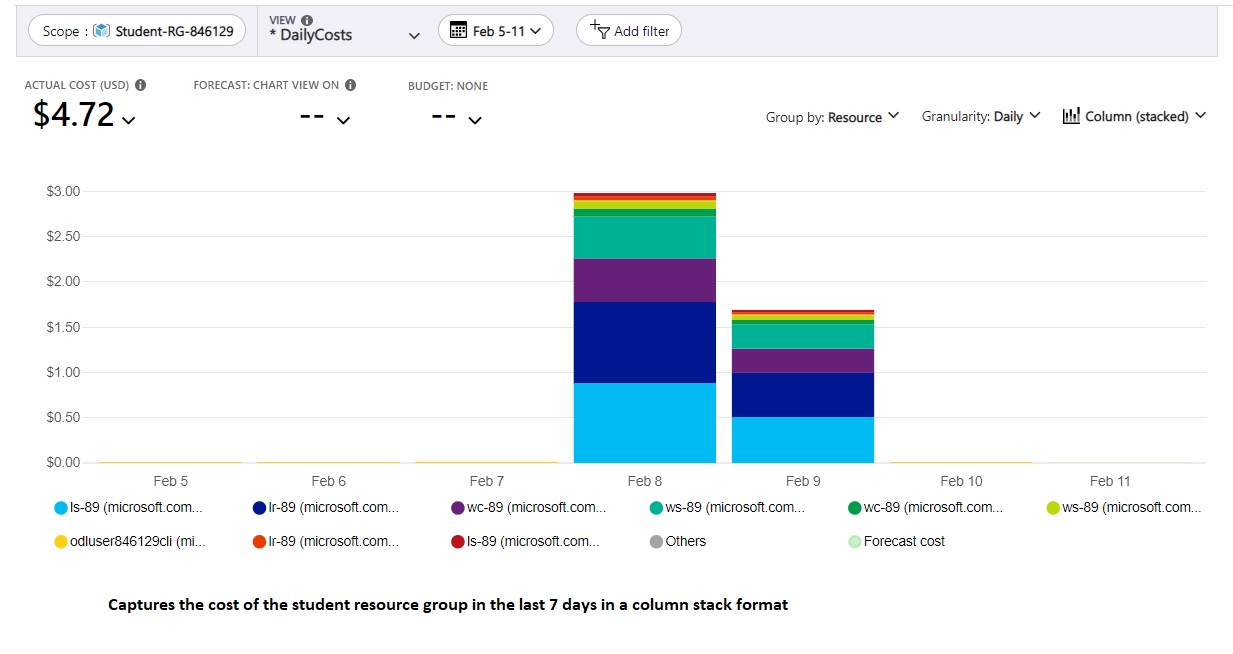 Scope : Student-RG-846129
VIEW
* DailyCosts
Feb 5-11
Add filter
ACTUAL COST (USD)
$4.72
FORECAST: CHART VIEW ON
--
BUDGET: NONE
--
Group by: Resource
Granularity: Daily
Column (stacked)
$3.00
$2.50
$2.00
$1.50
$1.00
$0.50
$0.00
Feb 5 Feb 6 Feb 7 Feb 8 Feb 9 Feb 10 Feb 11
ls-89 (microsoft.com... lr-89 (microsoft.com... wc-89 (microsoft.com... ws-89 (microsoft.com... wc-89 (microsoft.com... ws-89 (microsoft.com...
odluser846129cli (mi... lr-89 (microsoft.com... ls-89 (microsoft.com... Others Forecast cost
Captures the cost of the student resource group in the last 7 days in a column stack format